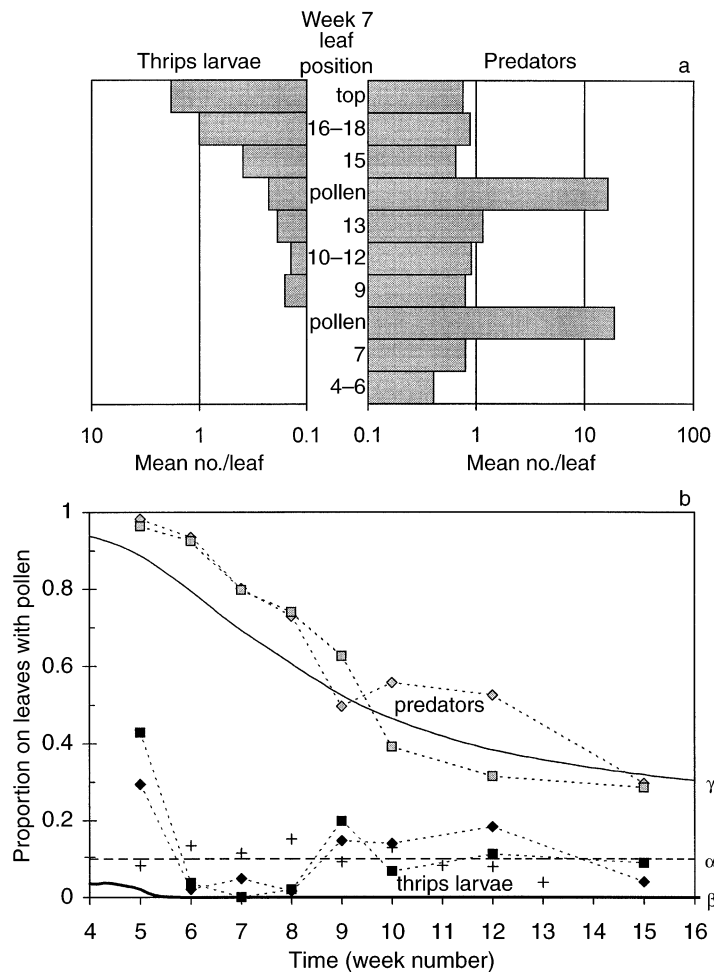 Week 7
leaf
position
Thrips larvae
Predators
a
top
16–18
15
pollen
13
10–12
9
pollen
7
4–6
10 1 0.1 0.1 1 10 100
Mean no./leaf Mean no./leaf
b
Proportion on leaves with pollen
1
0.8
0.6
0.4
0.2
0
predators
thrips larvae
γ
α
β
4 5 6 7 8 9 10 11 12 13 14 15 16
Time (week number)